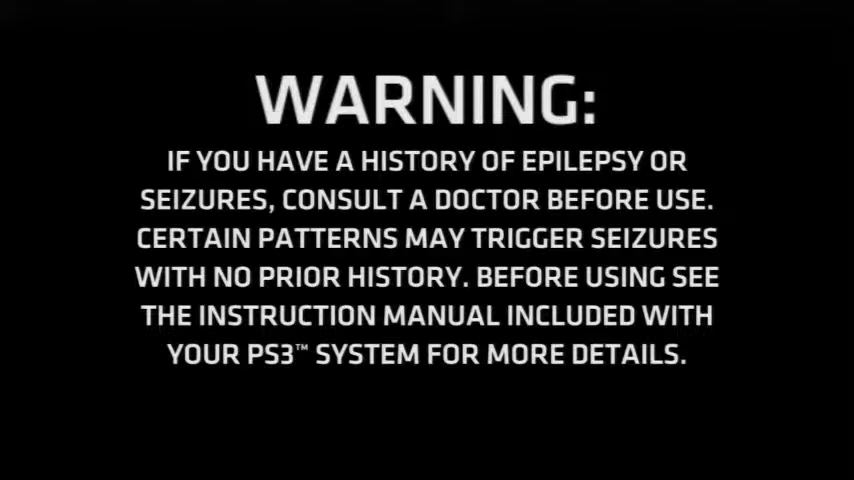 WARNING:
IF YOU HAVE A HISTORY OF EPILEPSY OR
SEIZURES, CONSULT A DOCTOR BEFORE USE.
CERTAIN PATTERNS MAY TRIGGER SEIZURES
WITH NO PRIOR HISTORY. BEFORE USING SEE
THE INSTRUCTION MANUAL INCLUDED WITH
YOUR PS3™ SYSTEM FOR MORE DETAILS.